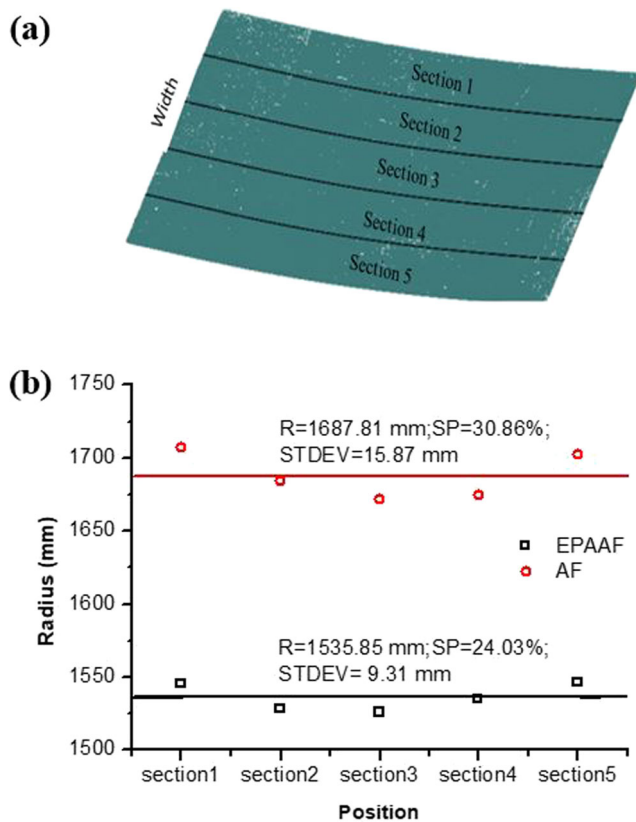 (a)
Width
Section 1
Section 2
Section 3
Section 4
Section 5
(b)
1750
1700
1650
1600
1550
1500
Radius (mm)
R=1687.81 mm;SP=30.86%;
STDEV=15.87 mm
EPAAF
AF
R=1535.85 mm;SP=24.03%;
STDEV= 9.31 mm
section1 section2 section3 section4 section5
Position